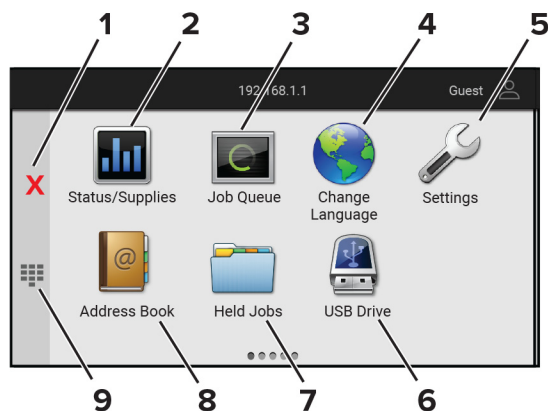 1 2 3 4 5
192.168.1.1 Guest
X
Status/Supplies Job Queue Change Language Settings
@
Address Book Held Jobs USB Drive
9 8 7 6